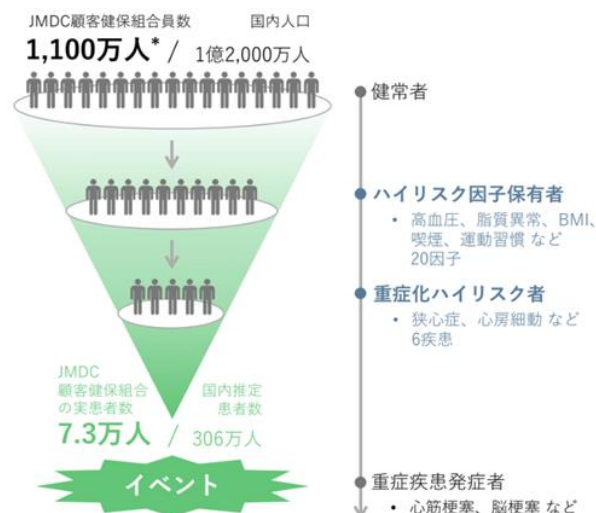 JMDC顧客健保組合員数
国内人口
1,100万人* / 1億2,000万人
健常者
ハイリスク因子保有者
• 高血圧、脂質異常、BMI、
喫煙、運動習慣 など
20因子
重症化ハイリスク者
• 狭心症、心房細動 など
6疾患
JMDC
顧客健保組合
の実患者数
国内推定
患者数
7.3万人 / 306万人
イベント
重症疾患発症者
• 心筋梗塞、脳梗塞 など